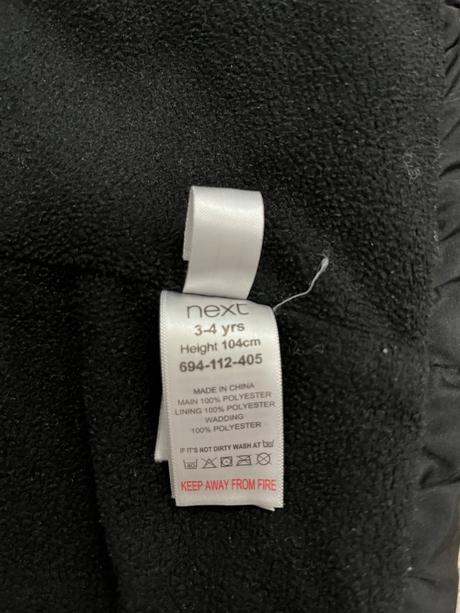 next
3-4 yrs
Height 104cm
694-112-405
MADE IN CHINA
MAIN 100% POLYESTER
LINING 100% POLYESTER
WADDING
100% POLYESTER
IF IT'S NOT DIRTY WASH AT 30
KEEP AWAY FROM FIRE